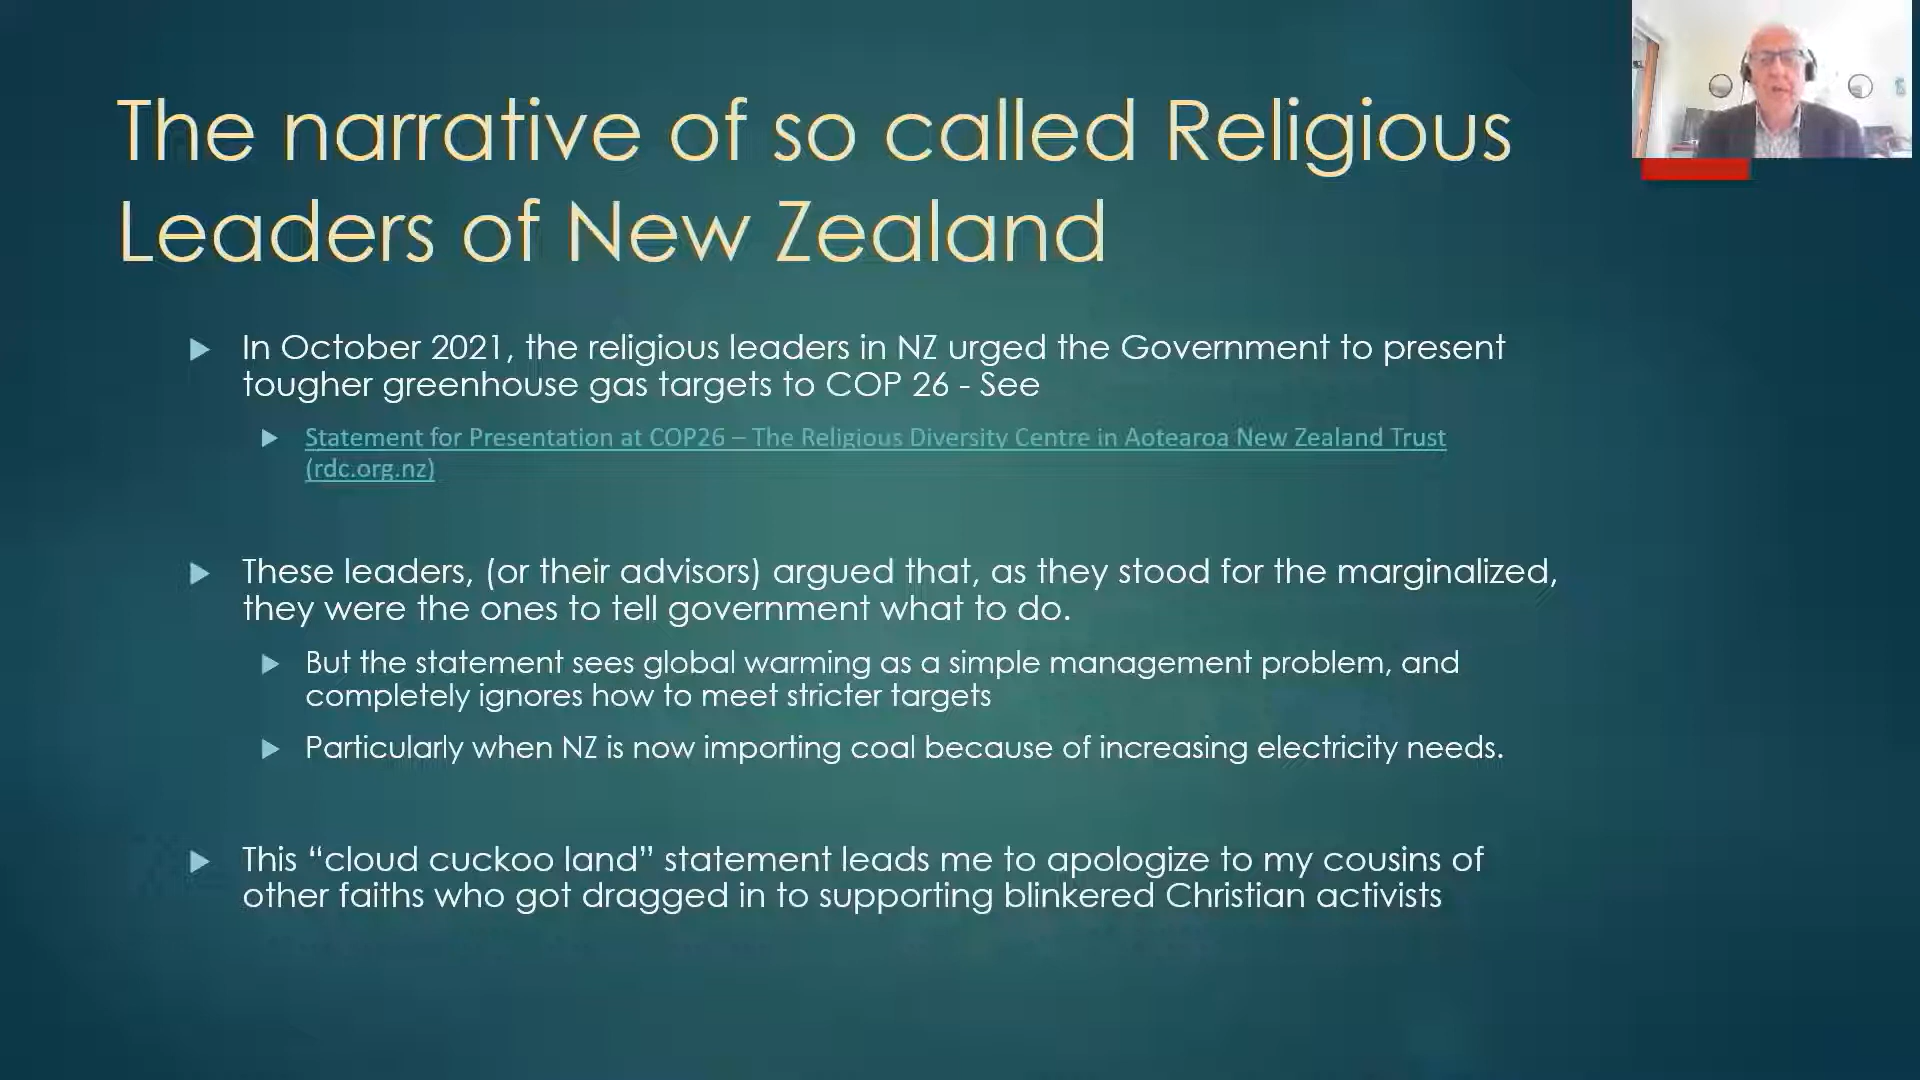 The narrative of so called Religious
Leaders of New Zealand
In October 2021, the religious leaders in NZ urged the Government to present
tougher greenhouse gas targets to COP 26 - See
Statement for Presentation at COP26 – The Religious Diversity Centre in Aotearoa New Zealand Trust
(rdc.org.nz)
These leaders, (or their advisors) argued that, as they stood for the marginalized,
they were the ones to tell government what to do.
But the statement sees global warming as a simple management problem, and
completely ignores how to meet stricter targets
Particularly when NZ is now importing coal because of increasing electricity needs.
This “cloud cuckoo land” statement leads me to apologize to my cousins of
other faiths who got dragged in to supporting blinkered Christian activists